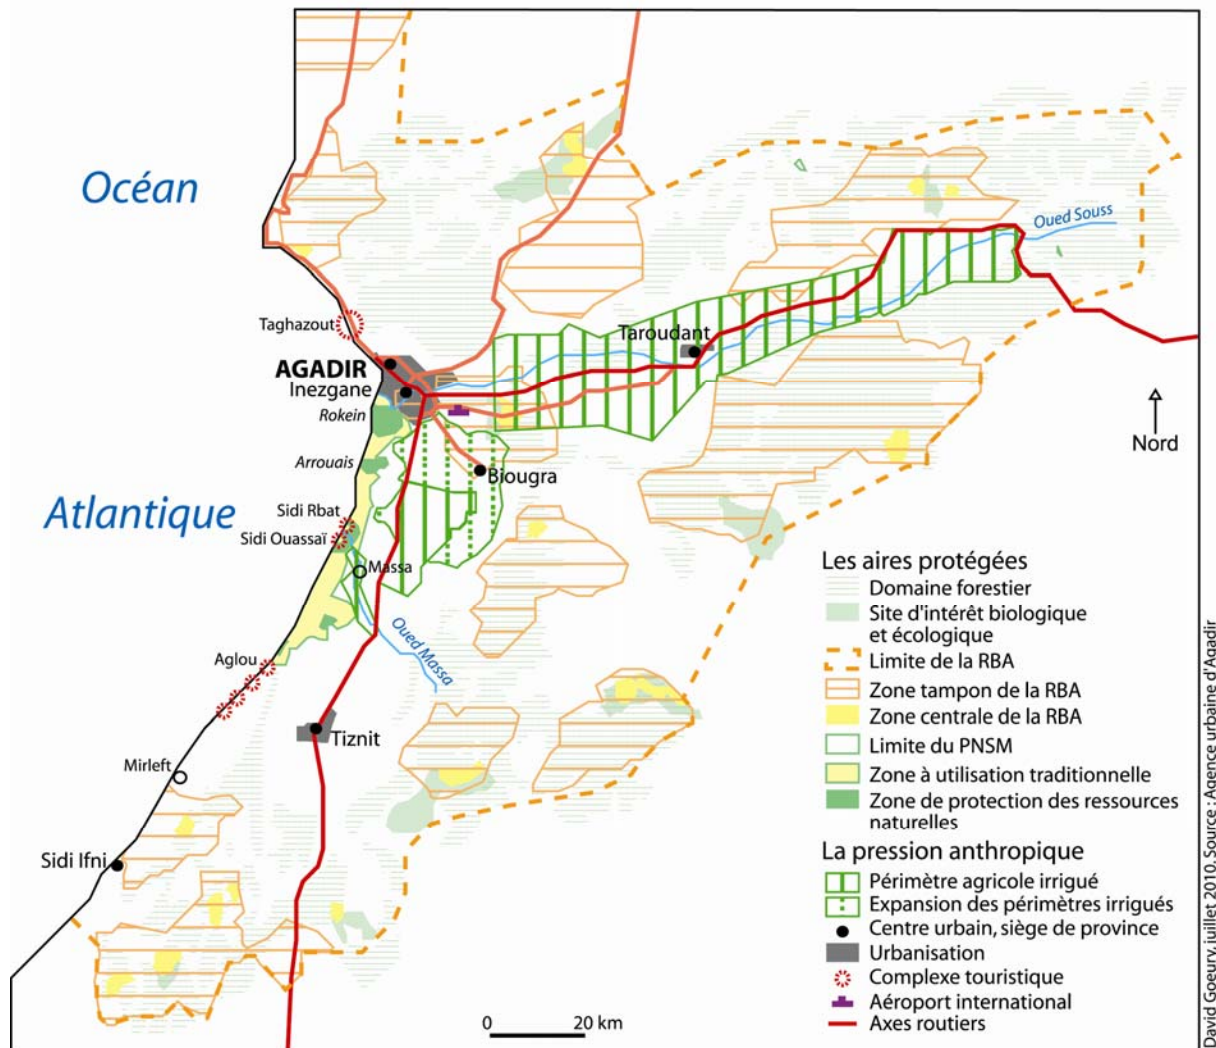 Océan
Atlantique
Oued Souss
Taghazout
Taroudant
AGADIR
Inezgane
Rokein
Nord
Arrouais
Biougra
Sidi Rbat
Sidi Ouassaï
Massa
Oued Massa
Aglou
Tiznit
Mirleft
Sidi Ifni
Les aires protégées
Domaine forestier
Site d'intérêt biologique
et écologique
Limite de la RBA
Zone tampon de la RBA
Zone centrale de la RBA
Limite du PNSM
Zone à utilisation traditionnelle
Zone de protection des ressources
naturelles
La pression anthropique
Périmètre agricole irrigué
Expansion des périmètres irrigués
Centre urbain, siège de province
Urbanisation
Complexe touristique
Aéroport international
Axes routiers
0 20 km
David Goeury, juillet 2010. Source : Agence urbaine d'Agadir